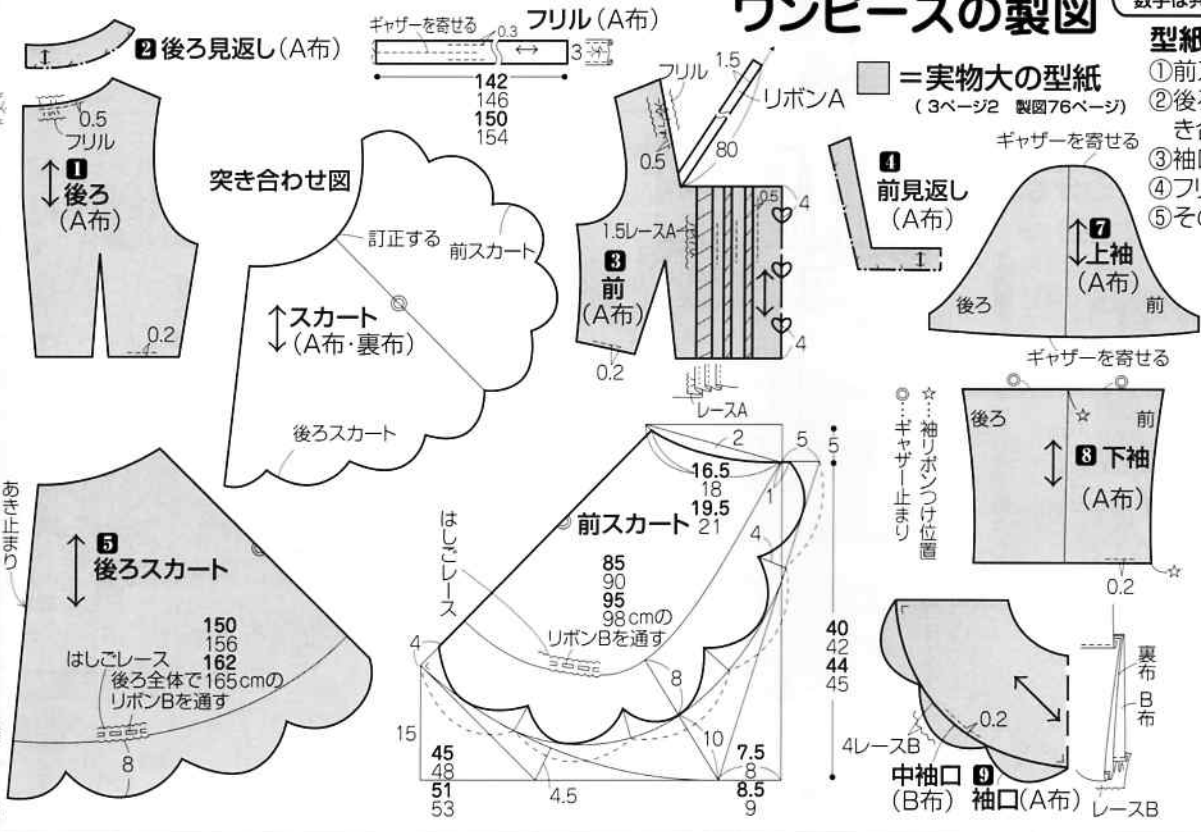 ワンピースの製図
数字は
=実物大の型紙
(3ページ2 製図76ページ)
型紙
①前
②後
き
③袖口
④フリ
⑤その
2 後ろ見返し(A布)
フリル(A布)
ギャザーを寄せる
0.3
3
142
146
150
154
0.5
フリル
1
後ろ
(A布)
0.2
突き合わせ図
訂正する
前スカート
スカート
(A布・裏布)
後ろスカート
フリル
1.5
リボンA
80
0.5
4
0.5
1.5レースA
3
前
(A布)
4
0.2
レースA
4
前見返し
(A布)
ギャザーを寄せる
7
上袖
(A布)
後ろ
前
ギャザーを寄せる
☆…袖リボンつけ位置
◎…ギャザー止まり
後ろ
☆
前
8 下袖
(A布)
☆
0.2
あき止まり
5
後ろスカート
150
156
162
165cmの
はしごレース
後ろ全体で
リボンBを通す
8
はしごレース
前スカート
2
5
5
16.5
18
19.5
21
1
4
85
90
95
98cmの
リボンBを通す
4
8
10
15
45
48
51
53
4.5
7.5
8
8.5
9
40
42
44
45
0.2
4レースB
中袖口
(B布)
9
袖口(A布)
裏布
B布
レースB